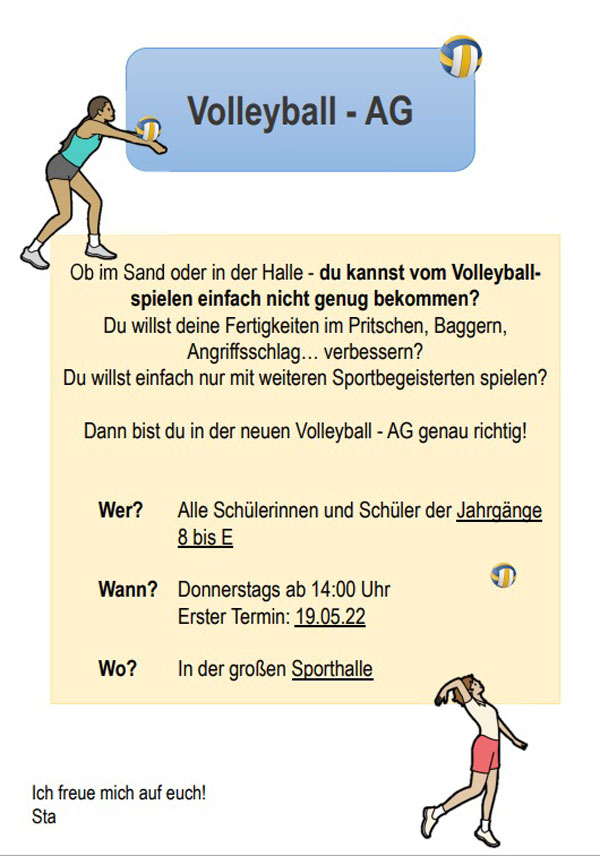 Volleyball - AG
Ob im Sand oder in der Halle - du kannst vom Volleyball-
spielen einfach nicht genug bekommen?
Du willst deine Fertigkeiten im Pritschen, Baggern,
Angriffsschlag... verbessern?
Du willst einfach nur mit weiteren Sportbegeisterten spielen?
Dann bist du in der neuen Volleyball - AG genau richtig!
Wer? Alle Schülerinnen und Schüler der Jahrgänge
8 bis E
Wann? Donnerstags ab 14:00 Uhr
Erster Termin: 19.05.22
Wo? In der großen Sporthalle
Ich freue mich auf euch!
Sta